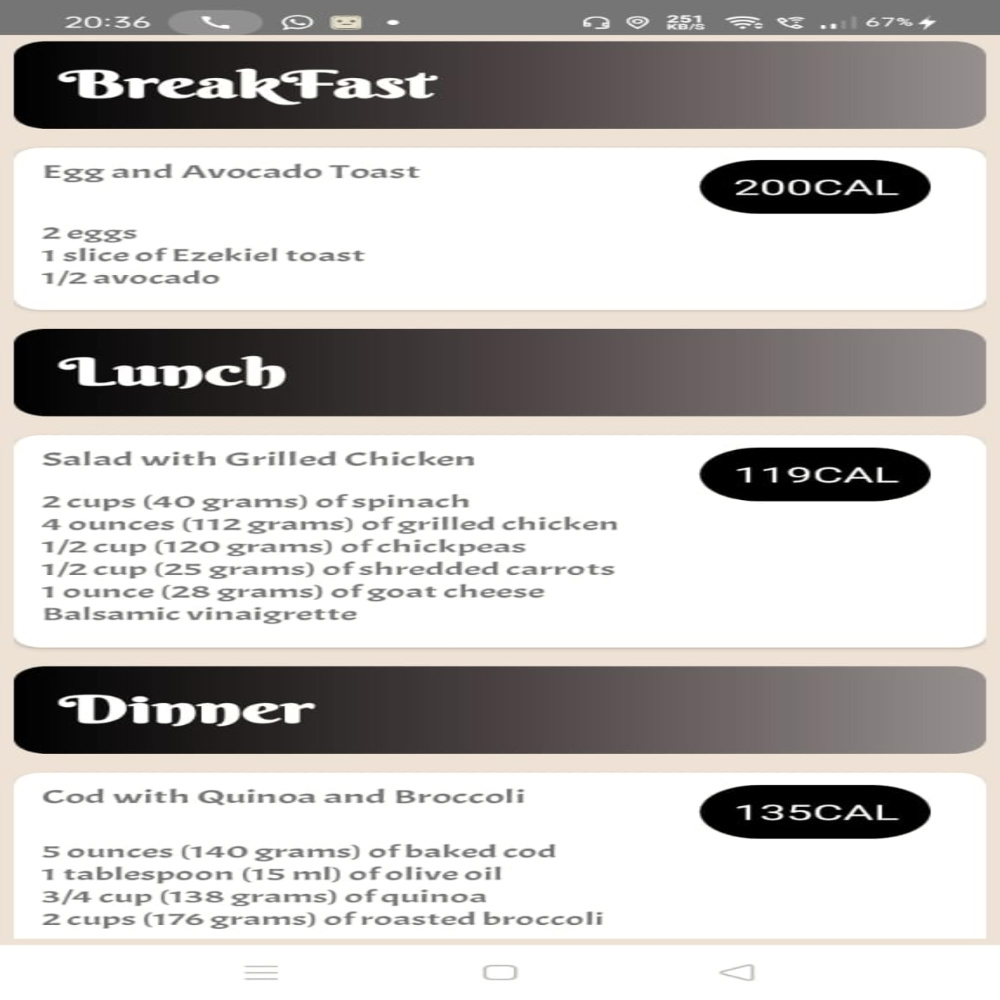 20:36 251 KB/S 67%
BreakFast
Egg and Avocado Toast 200CAL
2 eggs
1 slice of Ezekiel toast
1/2 avocado
Lunch
Salad with Grilled Chicken 119CAL
2 cups (40 grams) of spinach
4 ounces (112 grams) of grilled chicken
1/2 cup (120 grams) of chickpeas
1/2 cup (25 grams) of shredded carrots
1 ounce (28 grams) of goat cheese
Balsamic vinaigrette
Dinner
Cod with Quinoa and Broccoli 135CAL
5 ounces (140 grams) of baked cod
1 tablespoon (15 ml) of olive oil
3/4 cup (138 grams) of quinoa
2 cups (176 grams) of roasted broccoli